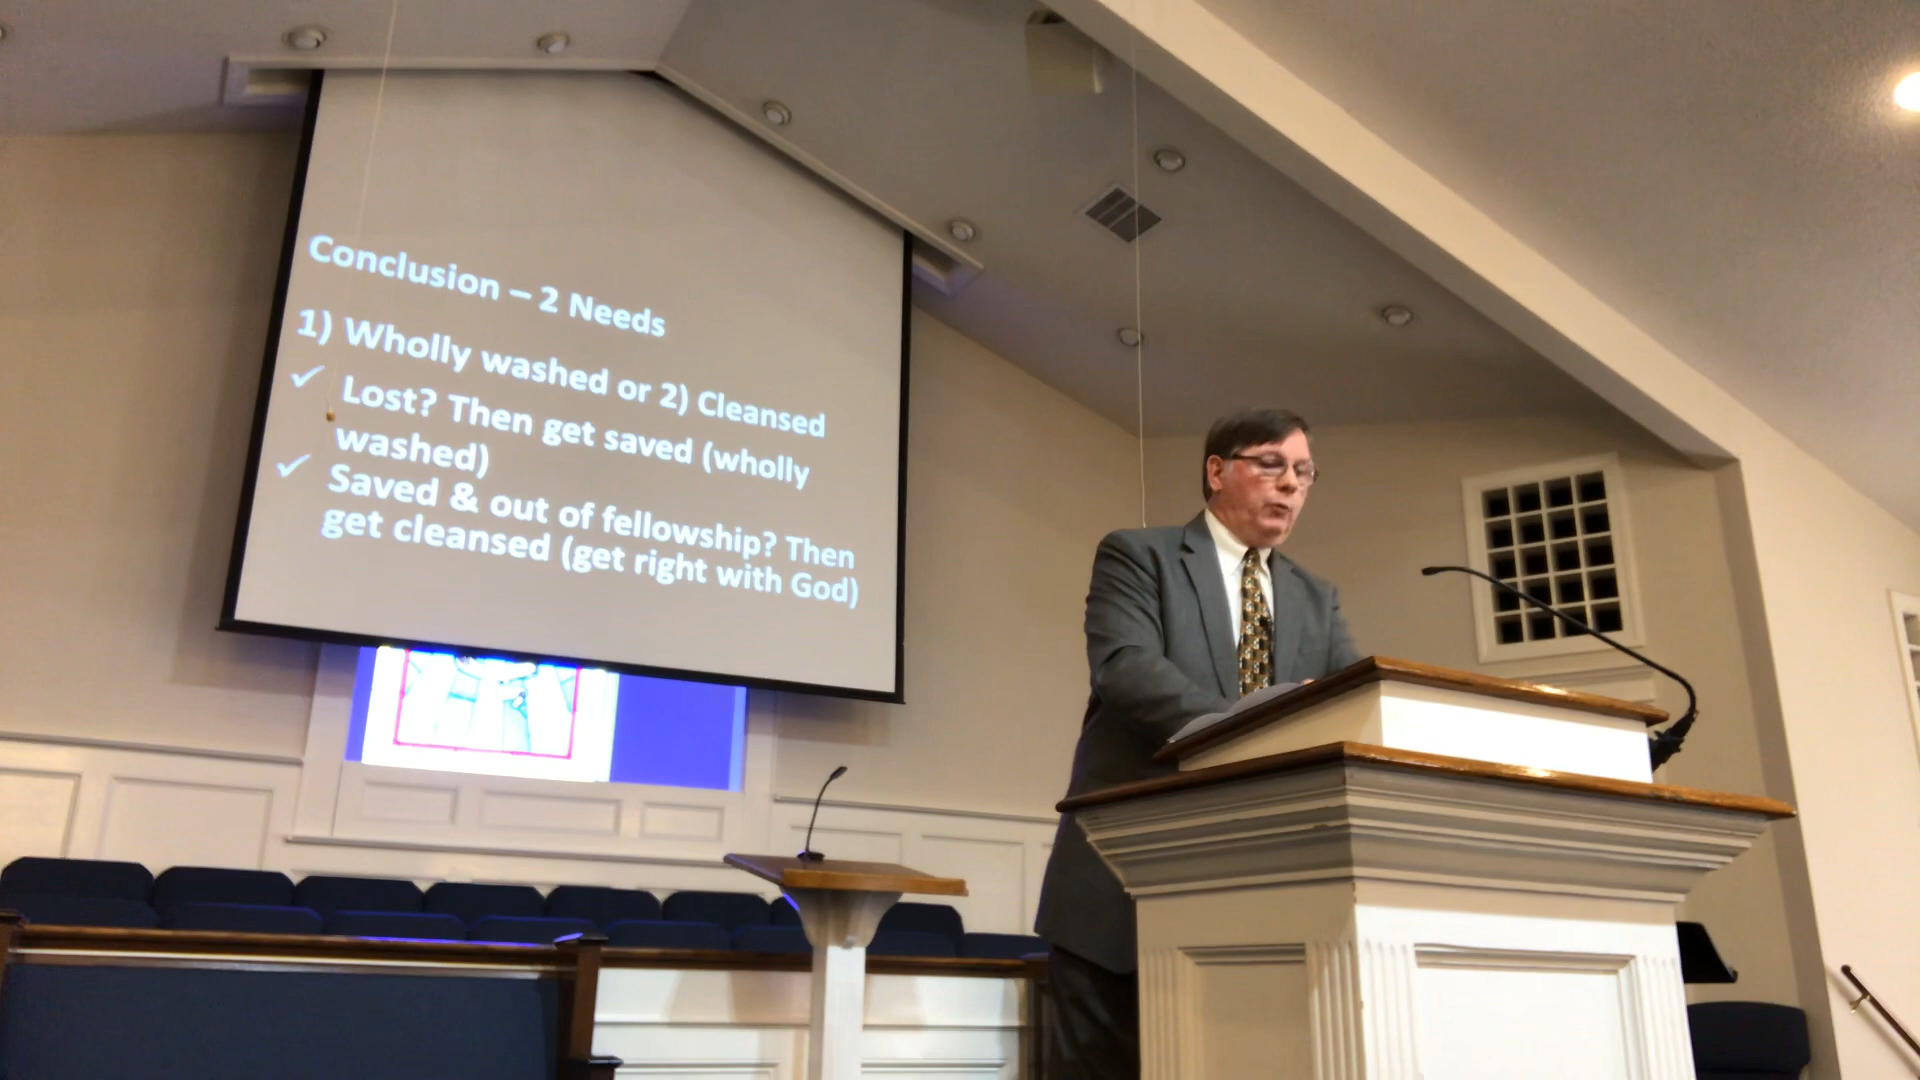 Conclusion – 2 Needs
1) Wholly washed or 2) Cleansed
✓ Lost? Then get saved (wholly
washed)
✓ Saved & out of fellowship? Then
get cleansed (get right with God)